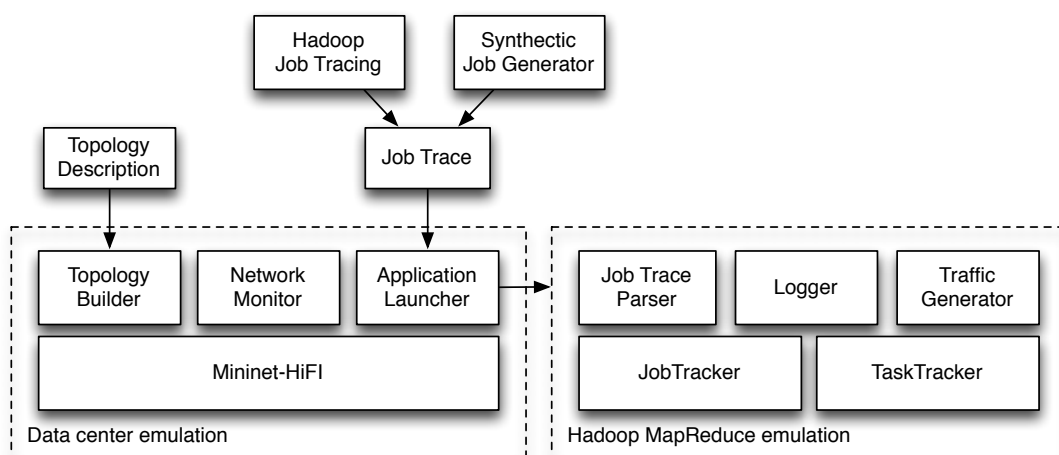 Hadoop
Job Tracing
Synthectic
Job Generator
Topology
Description
Job Trace
Topology
Builder
Network
Monitor
Application
Launcher
Job Trace
Parser
Logger
Traffic
Generator
Mininet-HiFI
JobTracker
TaskTracker
Data center emulation
Hadoop MapReduce emulation